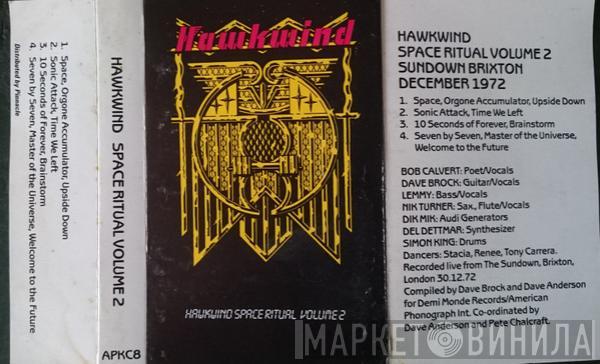 1. Space, Orgone Accumulator, Upside Down
2. Sonic Attack, Time We Left
3. 10 Seconds of Forever, Brainstorm
4. Seven by Seven, Master of the Universe, Welcome to the Future
Distributed by Pinnacle
HAWKWIND SPACE RITUAL VOLUME 2
APKC8
Hawkwind
HAWKWIND SPACE RITUAL VOLUME 2
HAWKWIND
SPACE RITUAL VOLUME 2
SUNDOWN BRIXTON
DECEMBER 1972
1. Space, Orgone Accumulator, Upside Down
2. Sonic Attack, Time We Left
3. 10 Seconds of Forever, Brainstorm
4. Seven by Seven, Master of the Universe,
Welcome to the Future
BOB CALVERT: Poet/Vocals
DAVE BROCK: Guitar/Vocals
LEMMY: Bass/Vocals
NIK TURNER: Sax., Flute/Vocals
DIK MIK: Audi Generators
DEL DETTMAR: Synthesizer
SIMON KING: Drums
Dancers: Stacia, Renee, Tony Carrera.
Recorded live from The Sundown, Brixton,
London 30.12.72
Compiled by Dave Brock and Dave Anderson
for Demi Monde Records/American
Phonograph Int. Co-ordinated by
Dave Anderson and Pete Chalcraft.
МАРКЕТ ВИНИЛА